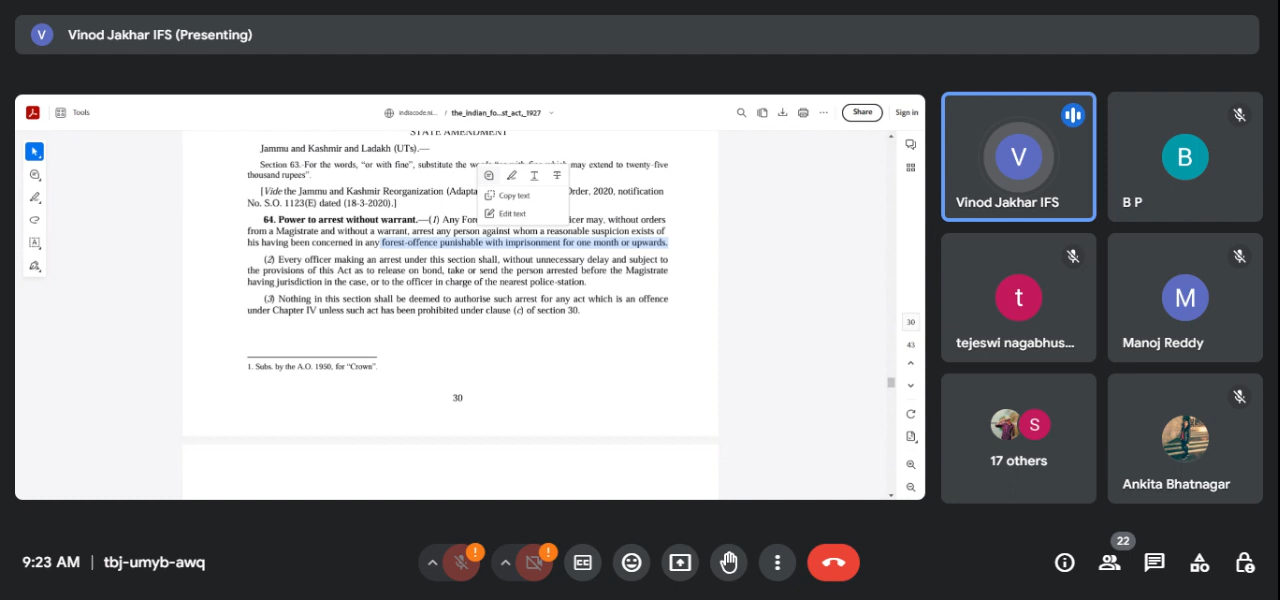 V Vinod Jakhar IFS (Presenting)
Tools
indiacode.ni... / the_indian_fo...st_act,_1927
Share
Sign in
STATE AMENDMENT
Jammu and Kashmir and Ladakh (UTs).—
Section 63.-For the words, "or with fine", substitute the words "or with fine which may extend to twenty-five
thousand rupees".
[Vide the Jammu and Kashmir Reorganization (Adapta Order, 2020, notification
No. S.O. 1123(E) dated (18-3-2020).]
Copy text
Edit text
64. Power to arrest without warrant.—(1) Any Fore icer may, without orders
from a Magistrate and without a warrant, arrest any person against whom a reasonable suspicion exists of
his having been concerned in any forest-offence punishable with imprisonment for one month or upwards.
(2) Every officer making an arrest under this section shall, without unnecessary delay and subject to
the provisions of this Act as to release on bond, take or send the person arrested before the Magistrate
having jurisdiction in the case, or to the officer in charge of the nearest police-station.
(3) Nothing in this section shall be deemed to authorise such arrest for any act which is an offence
under Chapter IV unless such act has been prohibited under clause (c) of section 30.
1. Subs. by the A.O. 1950, for "Crown".
30
30
43
V
Vinod Jakhar IFS
B
B P
t
tejeswi nagabhus...
M
Manoj Reddy
S
17 others
Ankita Bhatnagar
9:23 AM | tbj-umyb-awq
CC
22